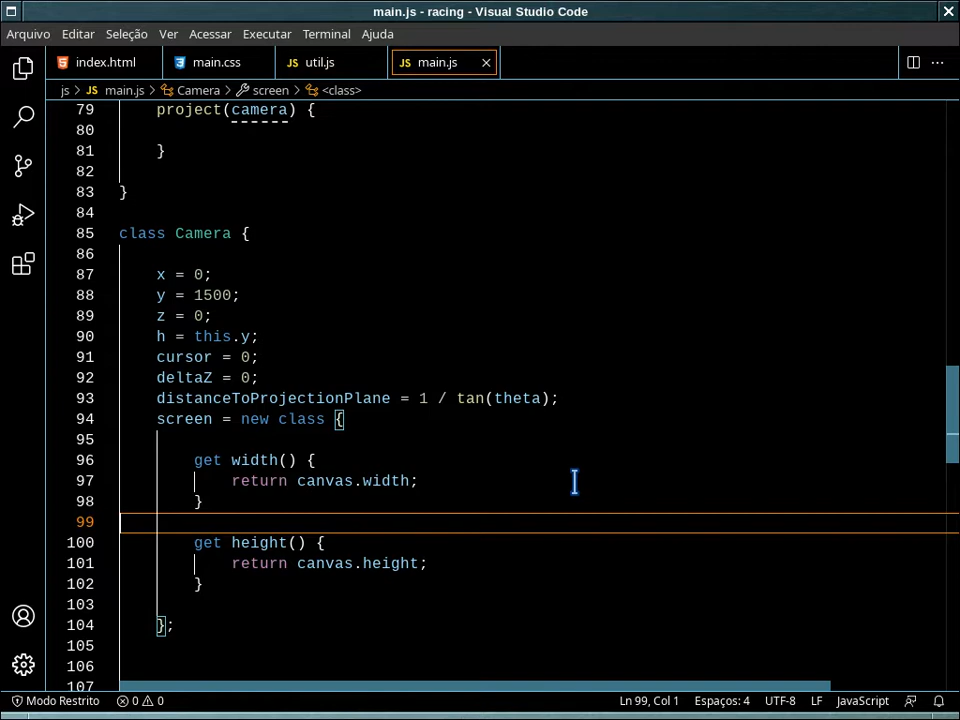 main.js - racing - Visual Studio Code
Arquivo Editar Seleção Ver Acessar Executar Terminal Ajuda
index.html main.css JS util.js JS main.js
js > JS main.js > Camera > screen > <class>
79 project(camera) {
80
81 }
82
83 }
84
85 class Camera {
86
87 x = 0;
88 y = 1500;
89 z = 0;
90 h = this.y;
91 cursor = 0;
92 deltaZ = 0;
93 distanceToProjectionPlane = 1 / tan(theta);
94 screen = new class {
95
96 get width() {
97 return canvas.width;
98 }
99
100 get height() {
101 return canvas.height;
102 }
103
104 };
105
106
107
Modo Restrito 0 0 Ln 99, Col 1 Espaços: 4 UTF-8 LF JavaScript